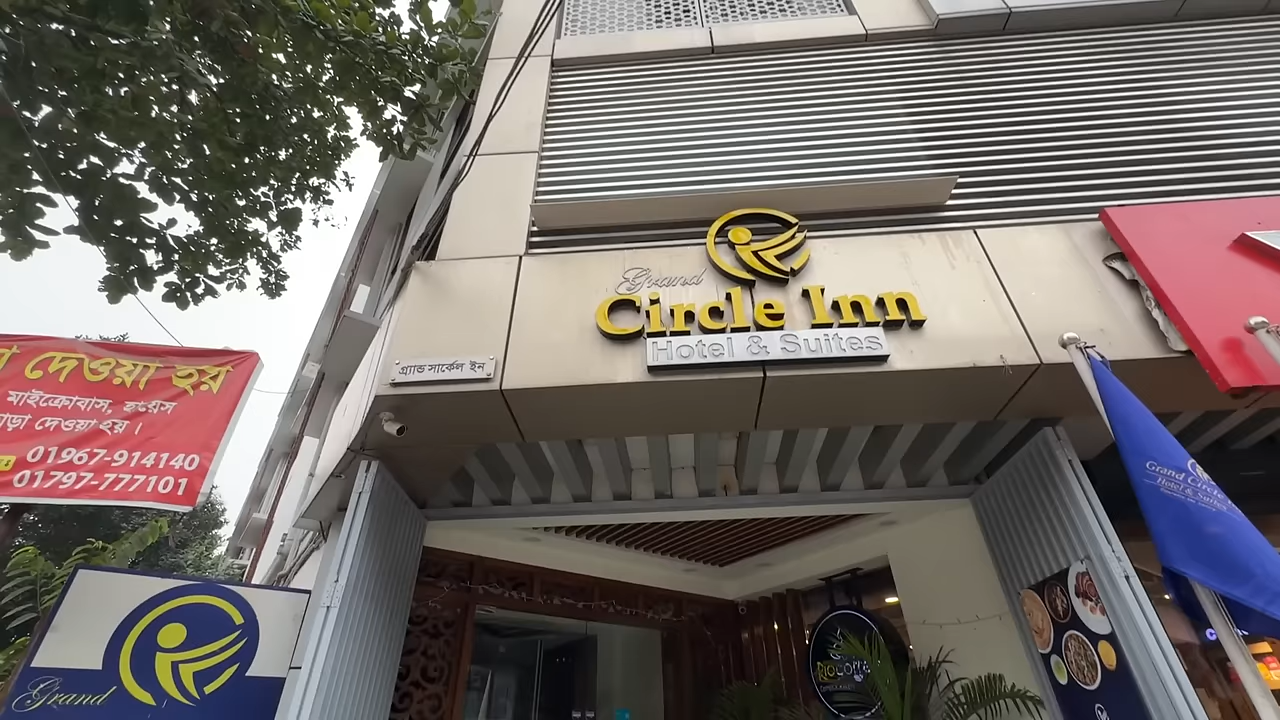 Grand
Circle Inn
Hotel & Suites
গ্র্যান্ড সার্কেল ইন
দেওয়া হয়
মাইক্রোবাস, হায়েস
দেওয়া হয়।
01967-914140
01797-777101
Grand
Grand Circle
Hotel & Suites